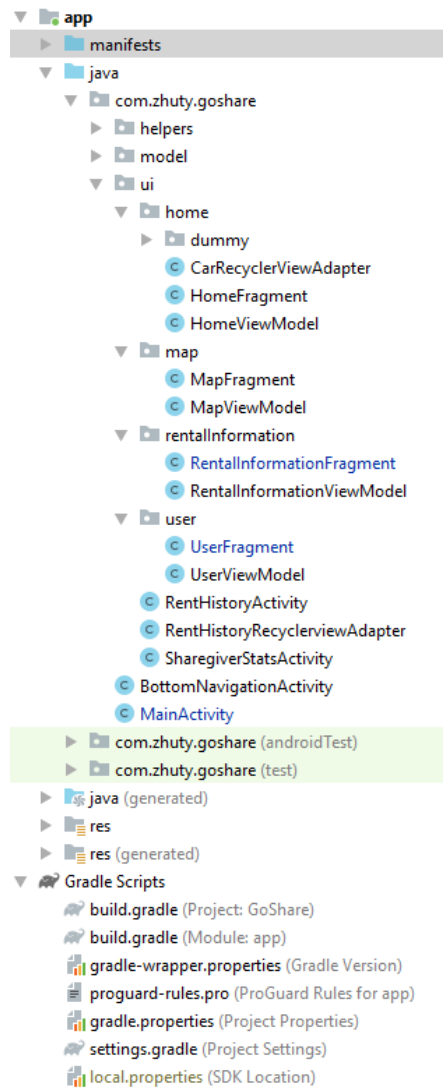 app
manifests
java
com.zhuty.goshare
helpers
model
ui
home
dummy
C CarRecyclerViewAdapter
C HomeFragment
C HomeViewModel
map
C MapFragment
C MapViewModel
rentalInformation
C RentalInformationFragment
C RentalInformationViewModel
user
C UserFragment
C UserViewModel
C RentHistoryActivity
C RentHistoryRecyclerviewAdapter
C SharegiverStatsActivity
C BottomNavigationActivity
C MainActivity
com.zhuty.goshare (androidTest)
com.zhuty.goshare (test)
java (generated)
res
res (generated)
Gradle Scripts
build.gradle (Project: GoShare)
build.gradle (Module: app)
gradle-wrapper.properties (Gradle Version)
proguard-rules.pro (ProGuard Rules for app)
gradle.properties (Project Properties)
settings.gradle (Project Settings)
local.properties (SDK Location)